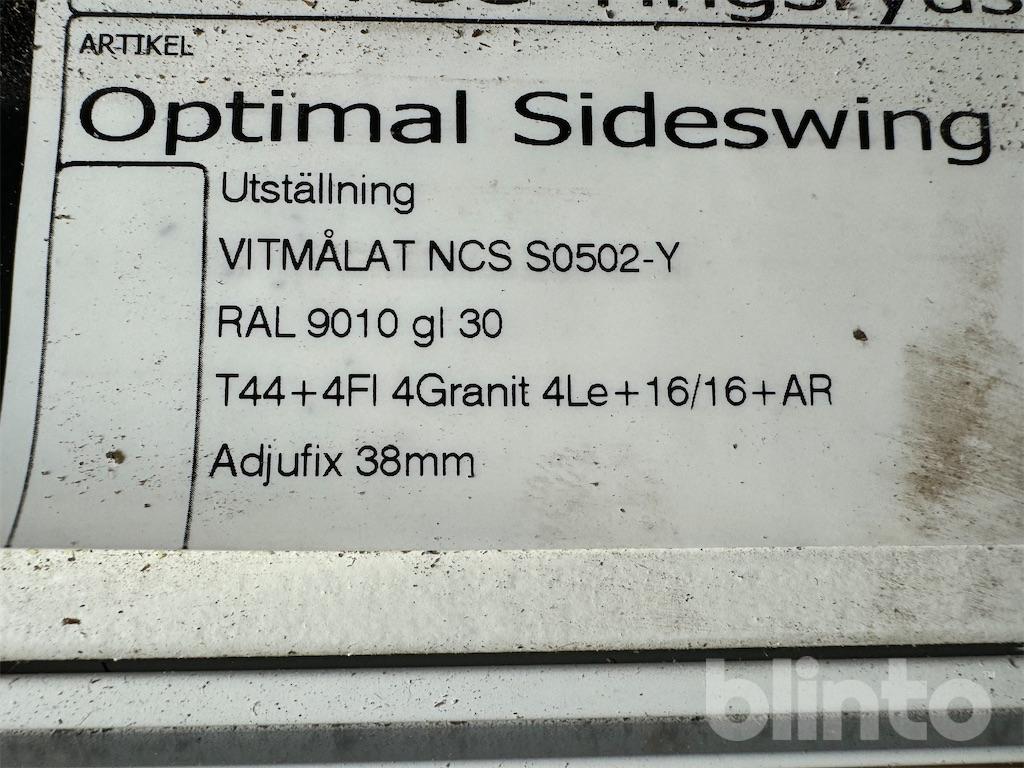 ARTIKEL
Optimal Sideswing
Utställning
VITMÅLAT NCS S0502-Y
RAL 9010 gl 30
T44+4Fl 4Granit 4Le+16/16+AR
Adjufix 38mm
blinto